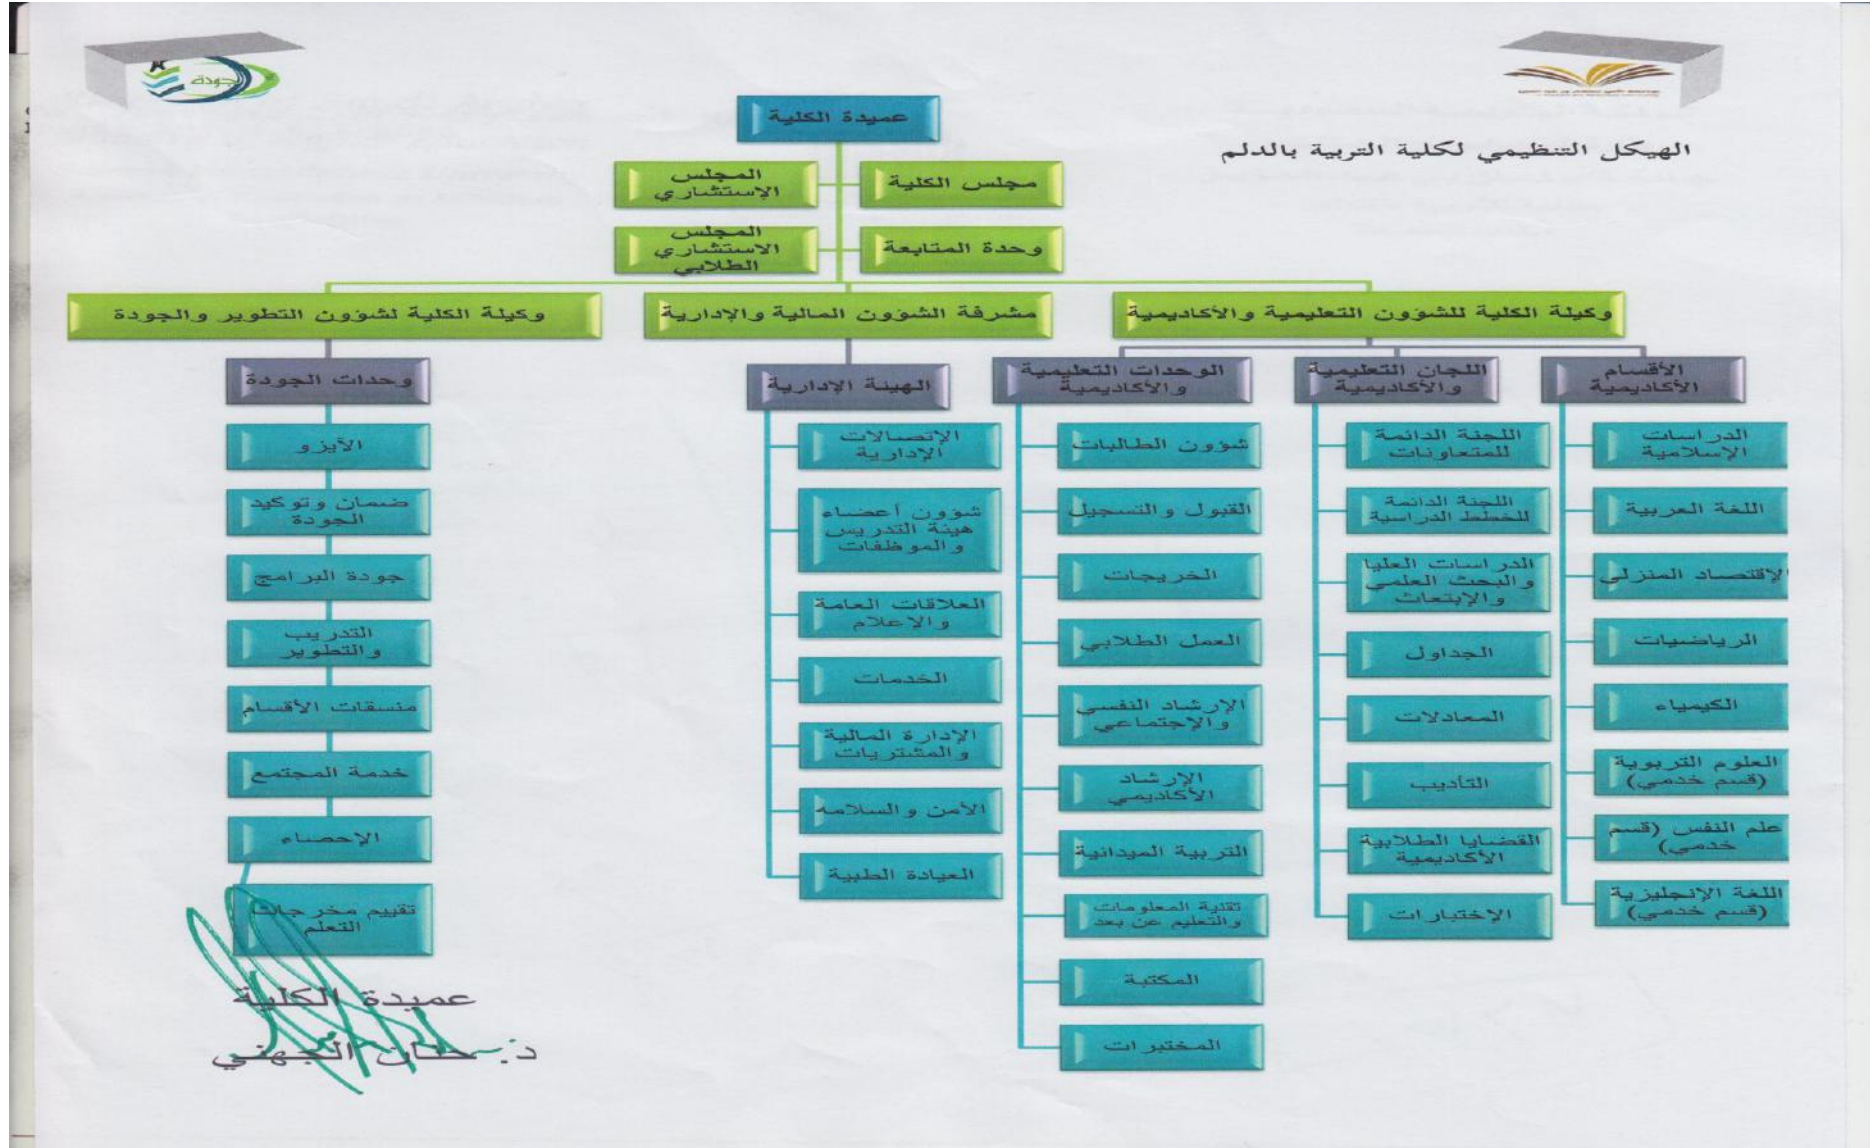 جودة
الهيكل التنظيمي لكلية التربية بالدلم
عميدة الكلية
مجلس الكلية
المجلس
الإستشاري
وحدة المتابعة
المجلس
الاستشاري
الطلابي
وكيلة الكلية للشؤون التعليمية والأكاديمية
مشرفة الشؤون المالية والإدارية
وكيلة الكلية لشؤون التطوير والجودة
الأقسام
الأكاديمية
الدراسات
الإسلامية
اللغة العربية
الإقتصاد المنزلي
الرياضيات
الكيمياء
العلوم التربوية
(قسم خدمي)
علم النفس (قسم
خدمي)
اللغة الإنجليزية
(قسم خدمي)
اللجان التعليمية
والأكاديمية
اللجنة الدائمة
للمتعاونات
اللجنة الدائمة
للخطط الدراسية
الدراسات العليا
والبحث العلمي
والإبتعاث
الجداول
المعادلات
التأديب
القضايا الطلابية
الأكاديمية
الإختبارات
الوحدات التعليمية
والأكاديمية
شؤون الطالبات
القبول والتسجيل
الخريجات
العمل الطلابي
الإرشاد النفسي
والإجتماعي
الإرشاد
الأكاديمي
التربية الميدانية
تقنية المعلومات
والتعليم عن بعد
المكتبة
المختبرات
الهيئة الإدارية
الإتصالات
الإدارية
شؤون أعضاء
هيئة التدريس
والموظفات
العلاقات العامة
والإعلام
الخدمات
الإدارة المالية
والمشتريات
الأمن والسلامه
العيادة الطبية
وحدات الجودة
الآيزو
ضمان وتوكيد
الجودة
جودة البرامج
التدريب
والتطوير
منسقات الأقسام
خدمة المجتمع
الإحصاء
تقييم مخرجات
التعلم
عميدة الكلية
د. حنان الجهني